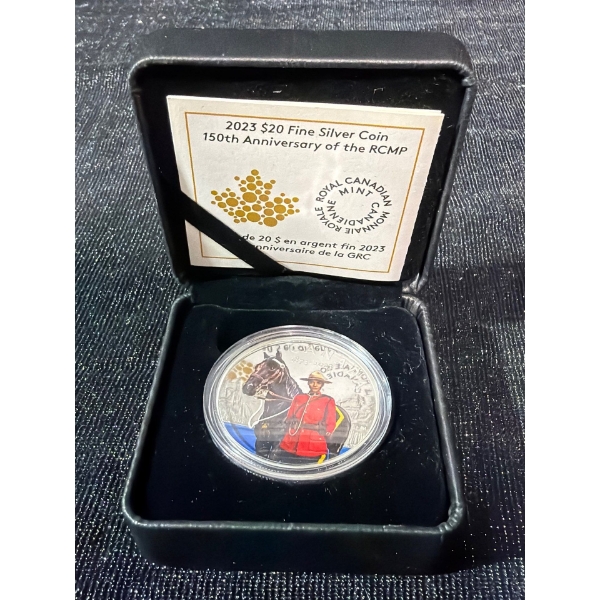 2023 $20 Fine Silver Coin
150th Anniversary of the RCMP
ROYAL CANADIAN MINT
MONNAIE ROYALE CANADIENNE
de 20 $ en argent fin 2023
anniversaire de la GRC